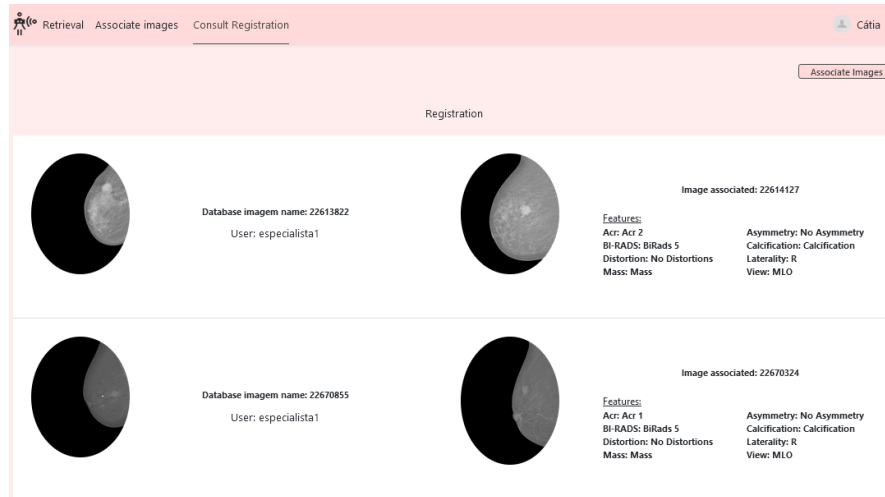 Retrieval Associate images Consult Registration Cátia
Associate Images
Registration
Database imagem name: 22613822
User: especialista1
Image associated: 22614127
Features:
Acr: Acr 2 Asymmetry: No Asymmetry
BI-RADS: BiRads 5 Calcification: Calcification
Distortion: No Distortions Laterality: R
Mass: Mass View: MLO
Database imagem name: 22670855
User: especialista1
Image associated: 22670324
Features:
Acr: Acr 1 Asymmetry: No Asymmetry
BI-RADS: BiRads 5 Calcification: Calcification
Distortion: No Distortions Laterality: R
Mass: Mass View: MLO